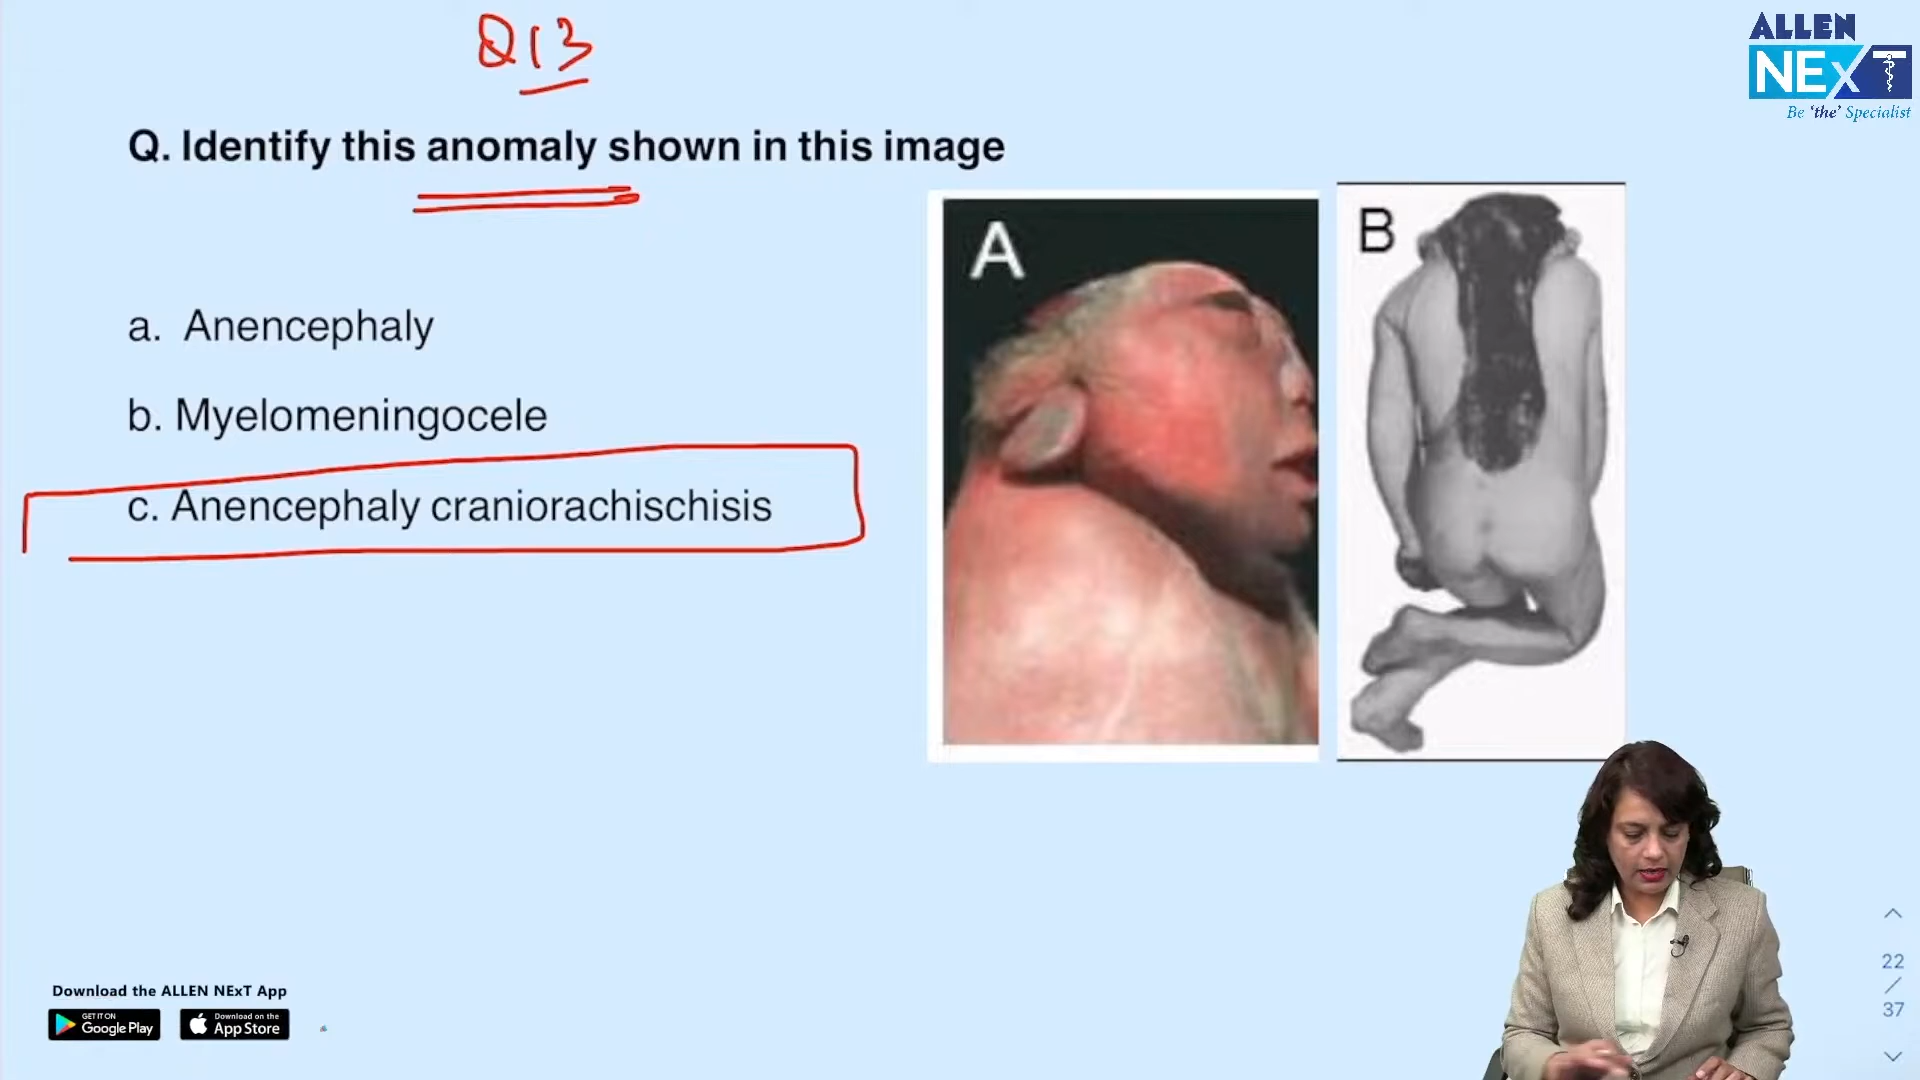 Q13
ALLEN
NExT
Be 'the' Specialist
Q. Identify this anomaly shown in this image
A
B
a. Anencephaly
b. Myelomeningocele
c. Anencephaly craniorachischisis
22
/
37
Download the ALLEN NExT App
GET IT ON
Google Play
Download on the
App Store